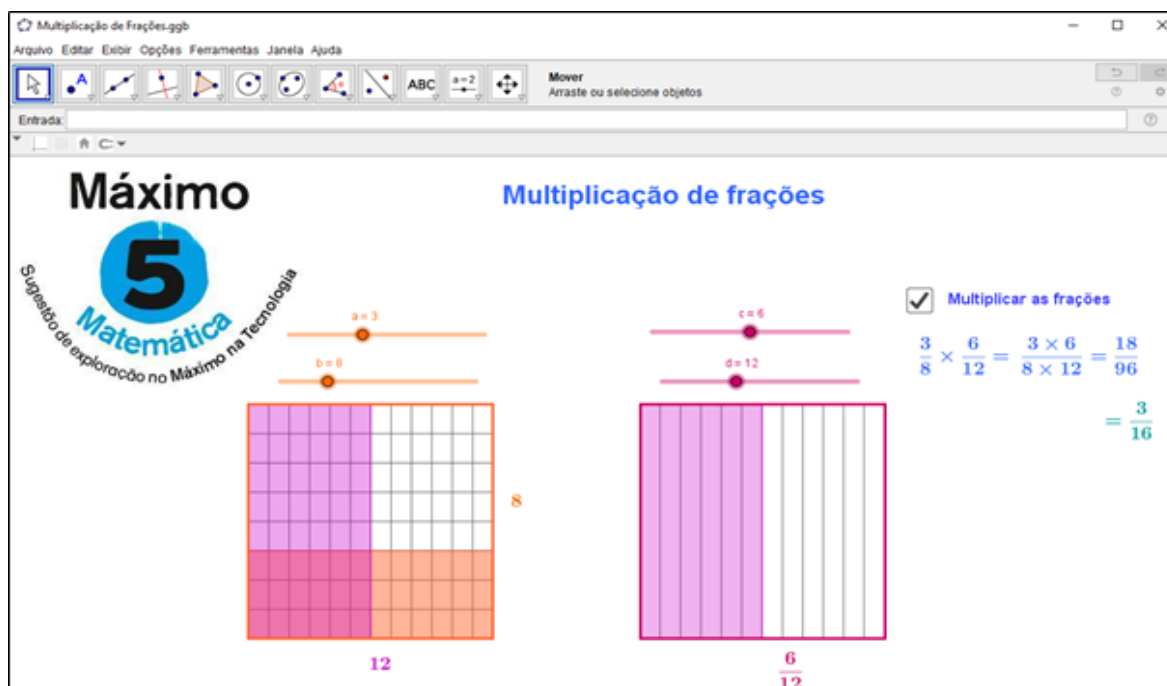 Multiplicação de Frações.ggb
Arquivo Editar Exibir Opções Ferramentas Janela Ajuda
A
ABC
a=2
Mover
Arraste ou selecione objetos
Entrada:
Máximo
5
Matemática
Sugestão de exploração no Máximo na Tecnologia
Multiplicação de frações
a = 3
b = 8
8
12
c = 6
d = 12
6/12
Multiplicar as frações
3/8 × 6/12 = 3 × 6/8 × 12 = 18/96
= 3/16